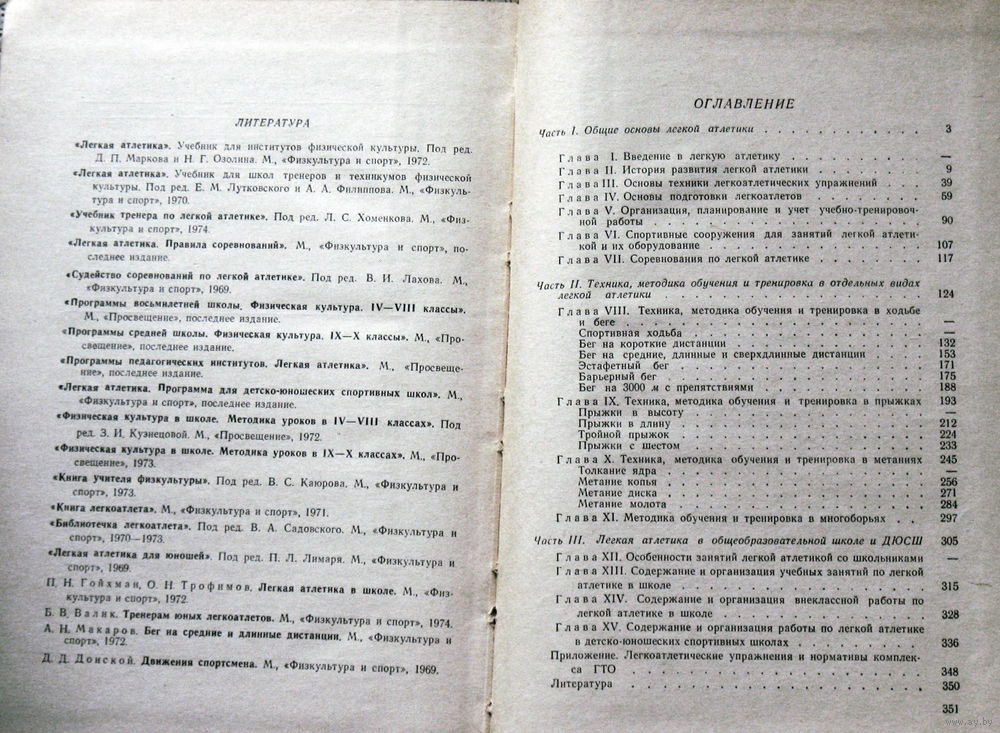 ЛИТЕРАТУРА
«Легкая атлетика». Учебник для институтов физической культуры. Под ред.
Д. П. Маркова и Н. Г. Озолина. М., «Физкультура и спорт», 1972.
«Легкая атлетика». Учебник для школ тренеров и техникумов физической
культуры. Под ред. Е. М. Лутковского и А. А. Филиппова. М., «Физкуль-
тура и спорт», 1970.
«Учебник тренера по легкой атлетике». Под ред. Л. С. Хоменкова. М., «Физ-
культура и спорт», 1974.
«Легкая атлетика. Правила соревнований». М., «Физкультура и спорт», по-
следнее издание.
«Судейство соревнований по легкой атлетике». Под ред. В. И. Лахова. М.,
«Физкультура и спорт», 1969.
«Программы восьмилетней школы. Физическая культура. IV—VIII классы».
М., «Просвещение», последнее издание.
«Программы средней школы. Физическая культура. IX—X классы». М., «Про-
свещение», последнее издание.
«Программы педагогических институтов. Легкая атлетика». М., «Просвеще-
ние», последнее издание.
«Легкая атлетика. Программа для детско-юношеских спортивных школ». М.,
«Физкультура и спорт», последнее издание.
«Физическая культура в школе. Методика уроков в IV—VIII классах». Под
ред. З. И. Кузнецовой. М., «Просвещение», 1972.
«Физическая культура в школе. Методика уроков в IX—X классах». М., «Про-
свещение», 1973.
«Книга учителя физкультуры». Под ред. В. С. Каюрова. М., «Физкультура и
спорт», 1973.
«Книга легкоатлета». М., «Физкультура и спорт», 1971.
«Библиотечка легкоатлета». Под ред. В. А. Садовского. М., «Физкультура и
спорт», 1970—1973.
«Легкая атлетика для юношей». Под ред. П. Л. Лимаря. М., «Физкультура и
спорт», 1969.
П. Н. Гойхман, О. Н. Трофимов. Легкая атлетика в школе. М., «Физ-
культура и спорт», 1972.
Б. В. Валик. Тренерам юных легкоатлетов. М., «Физкультура и спорт», 1974.
А. Н. Макаров. Бег на средние и длинные дистанции. М., «Физкультура и
спорт», 1972.
Д. Д. Донской. Движения спортсмена. М., «Физкультура и спорт», 1969.
ОГЛАВЛЕНИЕ
Часть I. Общие основы легкой атлетики . . . . . . . . . . . . 3
Глава I. Введение в легкую атлетику . . . . . . . . . . —
Глава II. История развития легкой атлетики . . . . . . . . 9
Глава III. Основы техники легкоатлетических упражнений . . . . 39
Глава IV. Основы подготовки легкоатлетов . . . . . . . . 59
Глава V. Организация, планирование и учет учебно-тренировоч-
ной работы . . . . . . . . . . . . . . . . . 90
Глава VI. Спортивные сооружения для занятий легкой атлети-
кой и их оборудование . . . . . . . . . . . . . 107
Глава VII. Соревнования по легкой атлетике . . . . . . . . 117
Часть II. Техника, методика обучения и тренировка в отдельных видах
легкой атлетики . . . . . . . . . . . . . . . . . 124
Глава VIII. Техника, методика обучения и тренировка в ходьбе
и беге . . . . . . . . . . . . . . . . . . —
Спортивная ходьба . . . . . . . . . . . . . . —
Бег на короткие дистанции . . . . . . . . . . . 132
Бег на средние, длинные и сверхдлинные дистанции . . . . . 153
Эстафетный бег . . . . . . . . . . . . . . . 171
Барьерный бег . . . . . . . . . . . . . . . 175
Бег на 3000 м с препятствиями . . . . . . . . . . 188
Глава IX. Техника, методика обучения и тренировка в прыжках 193
Прыжки в высоту . . . . . . . . . . . . . . —
Прыжки в длину . . . . . . . . . . . . . . 212
Тройной прыжок . . . . . . . . . . . . . . 224
Прыжки с шестом . . . . . . . . . . . . . . 233
Глава X. Техника, методика обучения и тренировка в метаниях 245
Толкание ядра . . . . . . . . . . . . . . . —
Метание копья . . . . . . . . . . . . . . . 256
Метание диска . . . . . . . . . . . . . . . 271
Метание молота . . . . . . . . . . . . . . . 284
Глава XI. Методика обучения и тренировка в многоборьях . . 297
Часть III. Легкая атлетика в общеобразовательной школе и ДЮСШ 305
Глава XII. Особенности занятий легкой атлетикой со школьниками —
Глава XIII. Содержание и организация учебных занятий по легкой
атлетике в школе . . . . . . . . . . . . . . 315
Глава XIV. Содержание и организация внеклассной работы по
легкой атлетике в школе . . . . . . . . . . . . 328
Глава XV. Содержание и организация работы по легкой атлетике
в детско-юношеских спортивных школах . . . . . . . . 336
Приложение. Легкоатлетические упражнения и нормативы комплек-
са ГТО . . . . . . . . . . . . . . . . . . 348
Литература . . . . . . . . . . . . . . . . . 350
351
www.ay.by